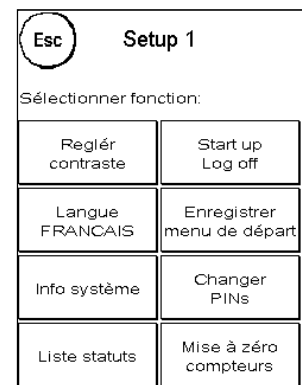 Esc
Setup 1
Sélectionner fonction:
Reglér
contraste
Start up
Log off
Langue
FRANCAIS
Enregistrer
menu de départ
Info système
Changer
PINs
Liste statuts
Mise à zéro
compteurs